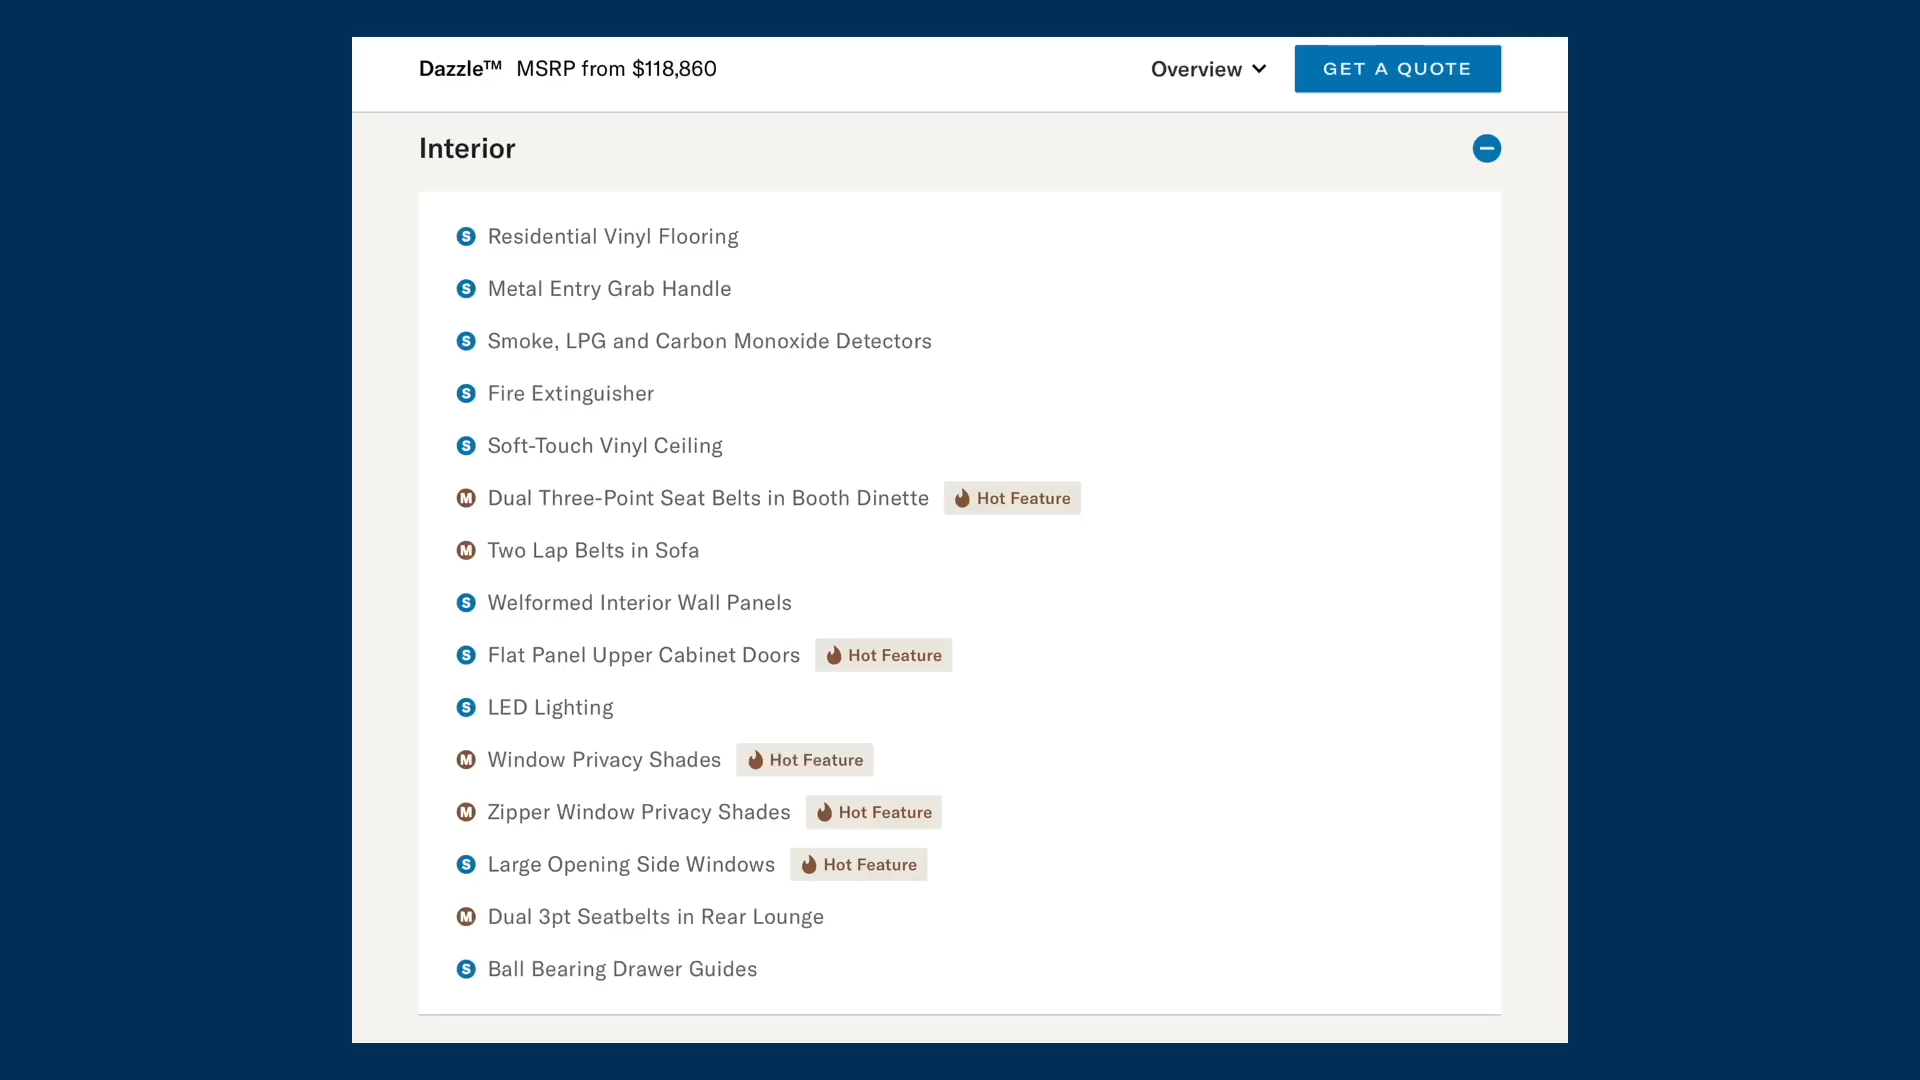 Dazzle™ MSRP from $118,860
Overview
GET A QUOTE
Interior
S Residential Vinyl Flooring
S Metal Entry Grab Handle
S Smoke, LPG and Carbon Monoxide Detectors
S Fire Extinguisher
S Soft-Touch Vinyl Ceiling
M Dual Three-Point Seat Belts in Booth Dinette Hot Feature
M Two Lap Belts in Sofa
S Welformed Interior Wall Panels
S Flat Panel Upper Cabinet Doors Hot Feature
S LED Lighting
M Window Privacy Shades Hot Feature
M Zipper Window Privacy Shades Hot Feature
S Large Opening Side Windows Hot Feature
M Dual 3pt Seatbelts in Rear Lounge
S Ball Bearing Drawer Guides